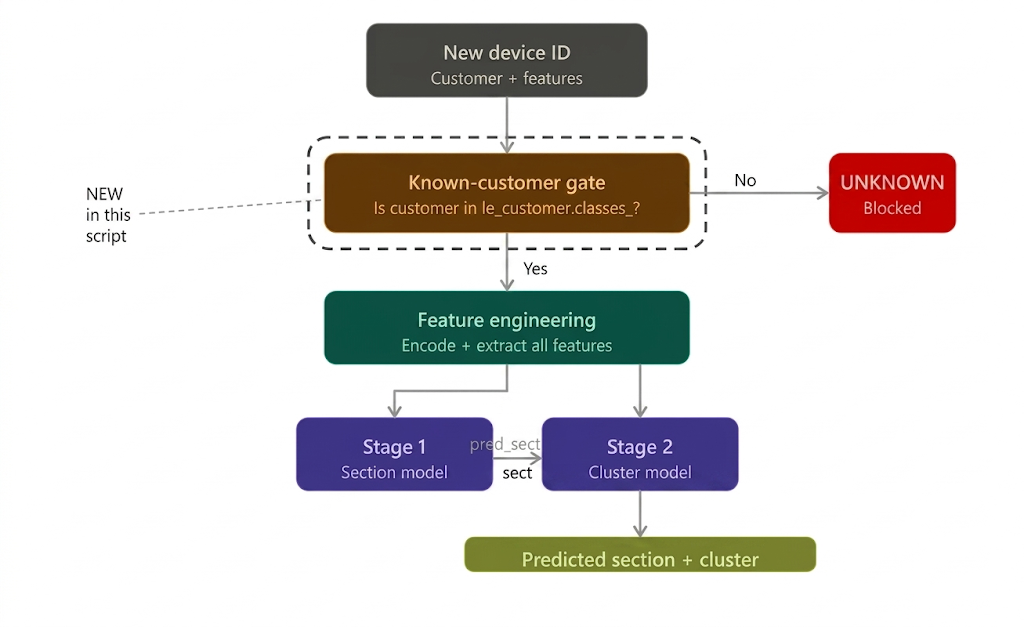 New device ID
Customer + features
Known-customer gate
Is customer in le_customer.classes_?
No
UNKNOWN
Blocked
NEW
in this
script
Yes
Feature engineering
Encode + extract all features
Stage 1
Section model
pred_sect
sect
Stage 2
Cluster model
Predicted section + cluster